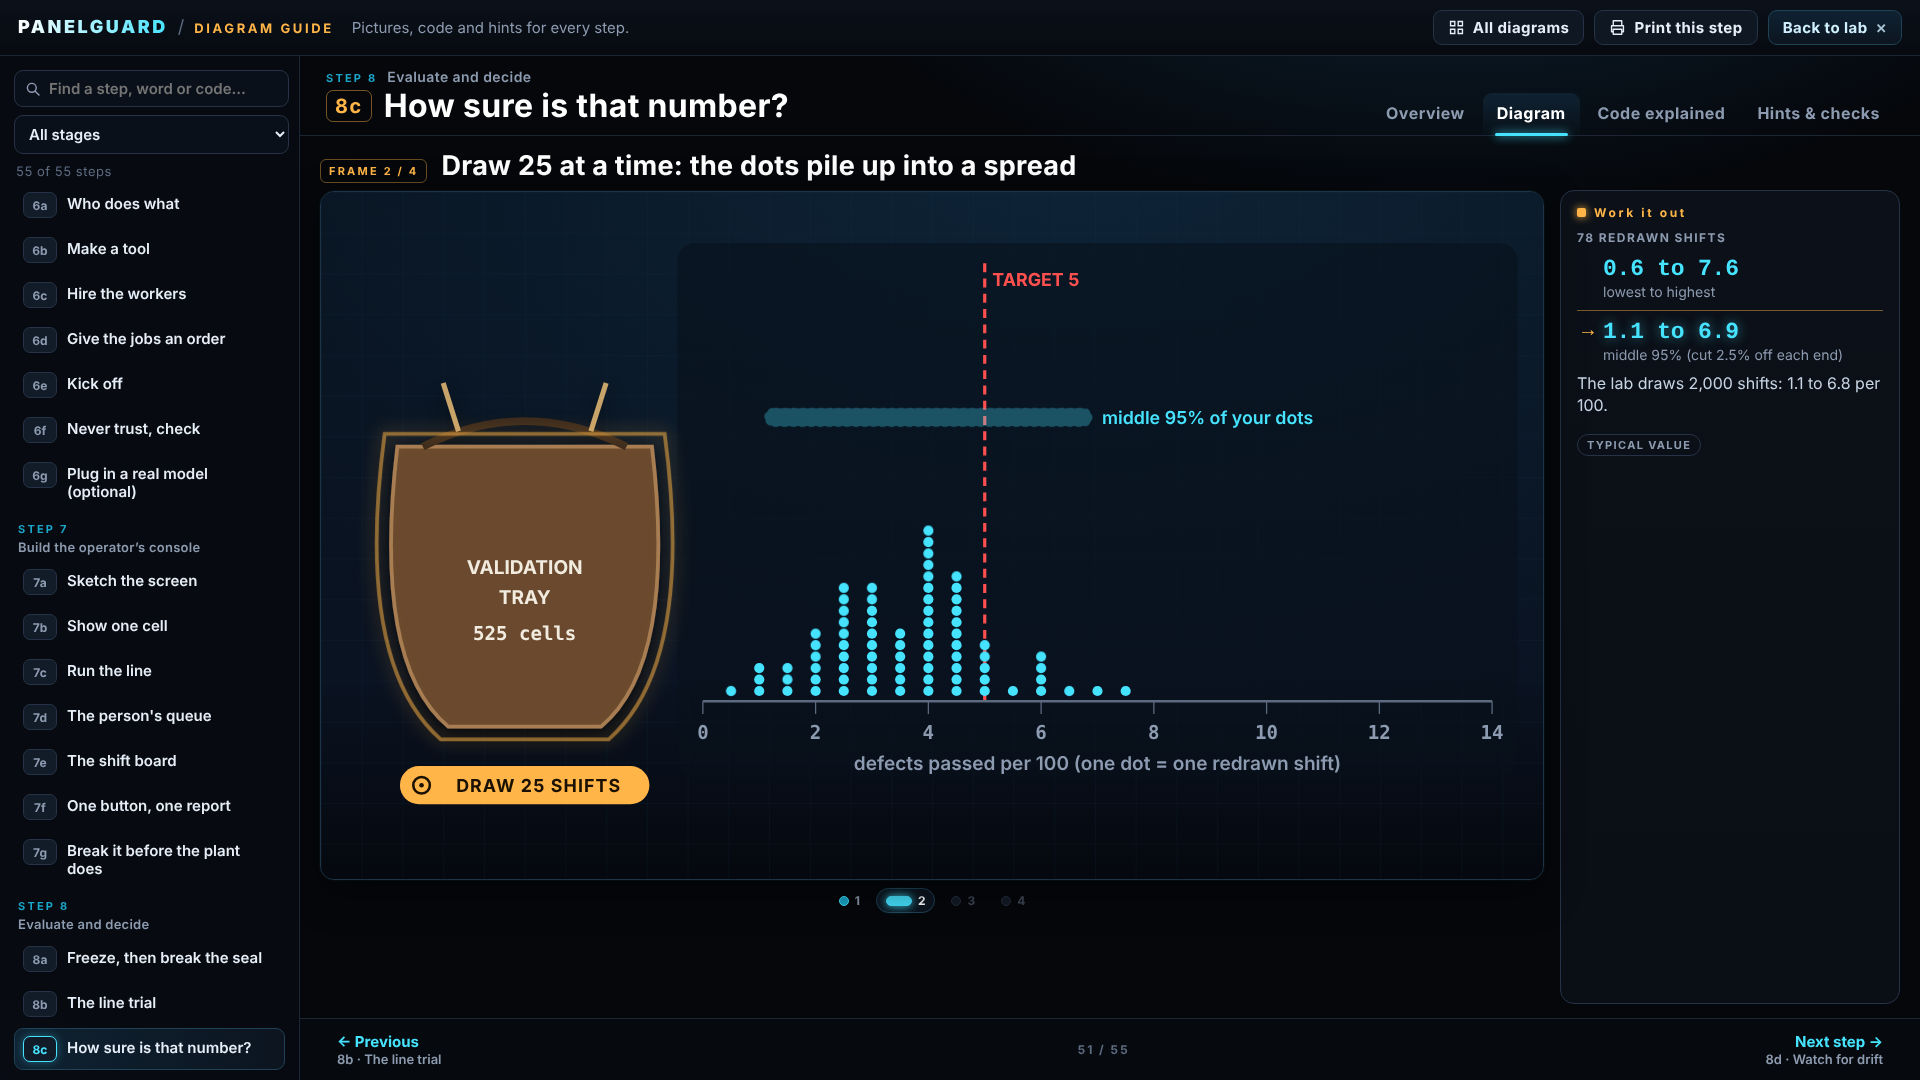 PANELGUARD / DIAGRAM GUIDE Pictures, code and hints for every step.
All diagrams
Print this step
Back to lab ×
Find a step, word or code...
All stages
55 of 55 steps
6a Who does what
6b Make a tool
6c Hire the workers
6d Give the jobs an order
6e Kick off
6f Never trust, check
6g Plug in a real model
(optional)
STEP 7
Build the operator’s console
7a Sketch the screen
7b Show one cell
7c Run the line
7d The person's queue
7e The shift board
7f One button, one report
7g Break it before the plant
does
STEP 8
Evaluate and decide
8a Freeze, then break the seal
8b The line trial
8c How sure is that number?
STEP 8 Evaluate and decide
8c How sure is that number?
Overview
Diagram
Code explained
Hints & checks
FRAME 2 / 4 Draw 25 at a time: the dots pile up into a spread
TARGET 5
middle 95% of your dots
VALIDATION
TRAY
525 cells
DRAW 25 SHIFTS
0 2 4 6 8 10 12 14
defects passed per 100 (one dot = one redrawn shift)
1 2 3 4
Work it out
78 REDRAWN SHIFTS
0.6 to 7.6
lowest to highest
→ 1.1 to 6.9
middle 95% (cut 2.5% off each end)
The lab draws 2,000 shifts: 1.1 to 6.8 per
100.
TYPICAL VALUE
← Previous
8b · The line trial
51 / 55
Next step →
8d · Watch for drift